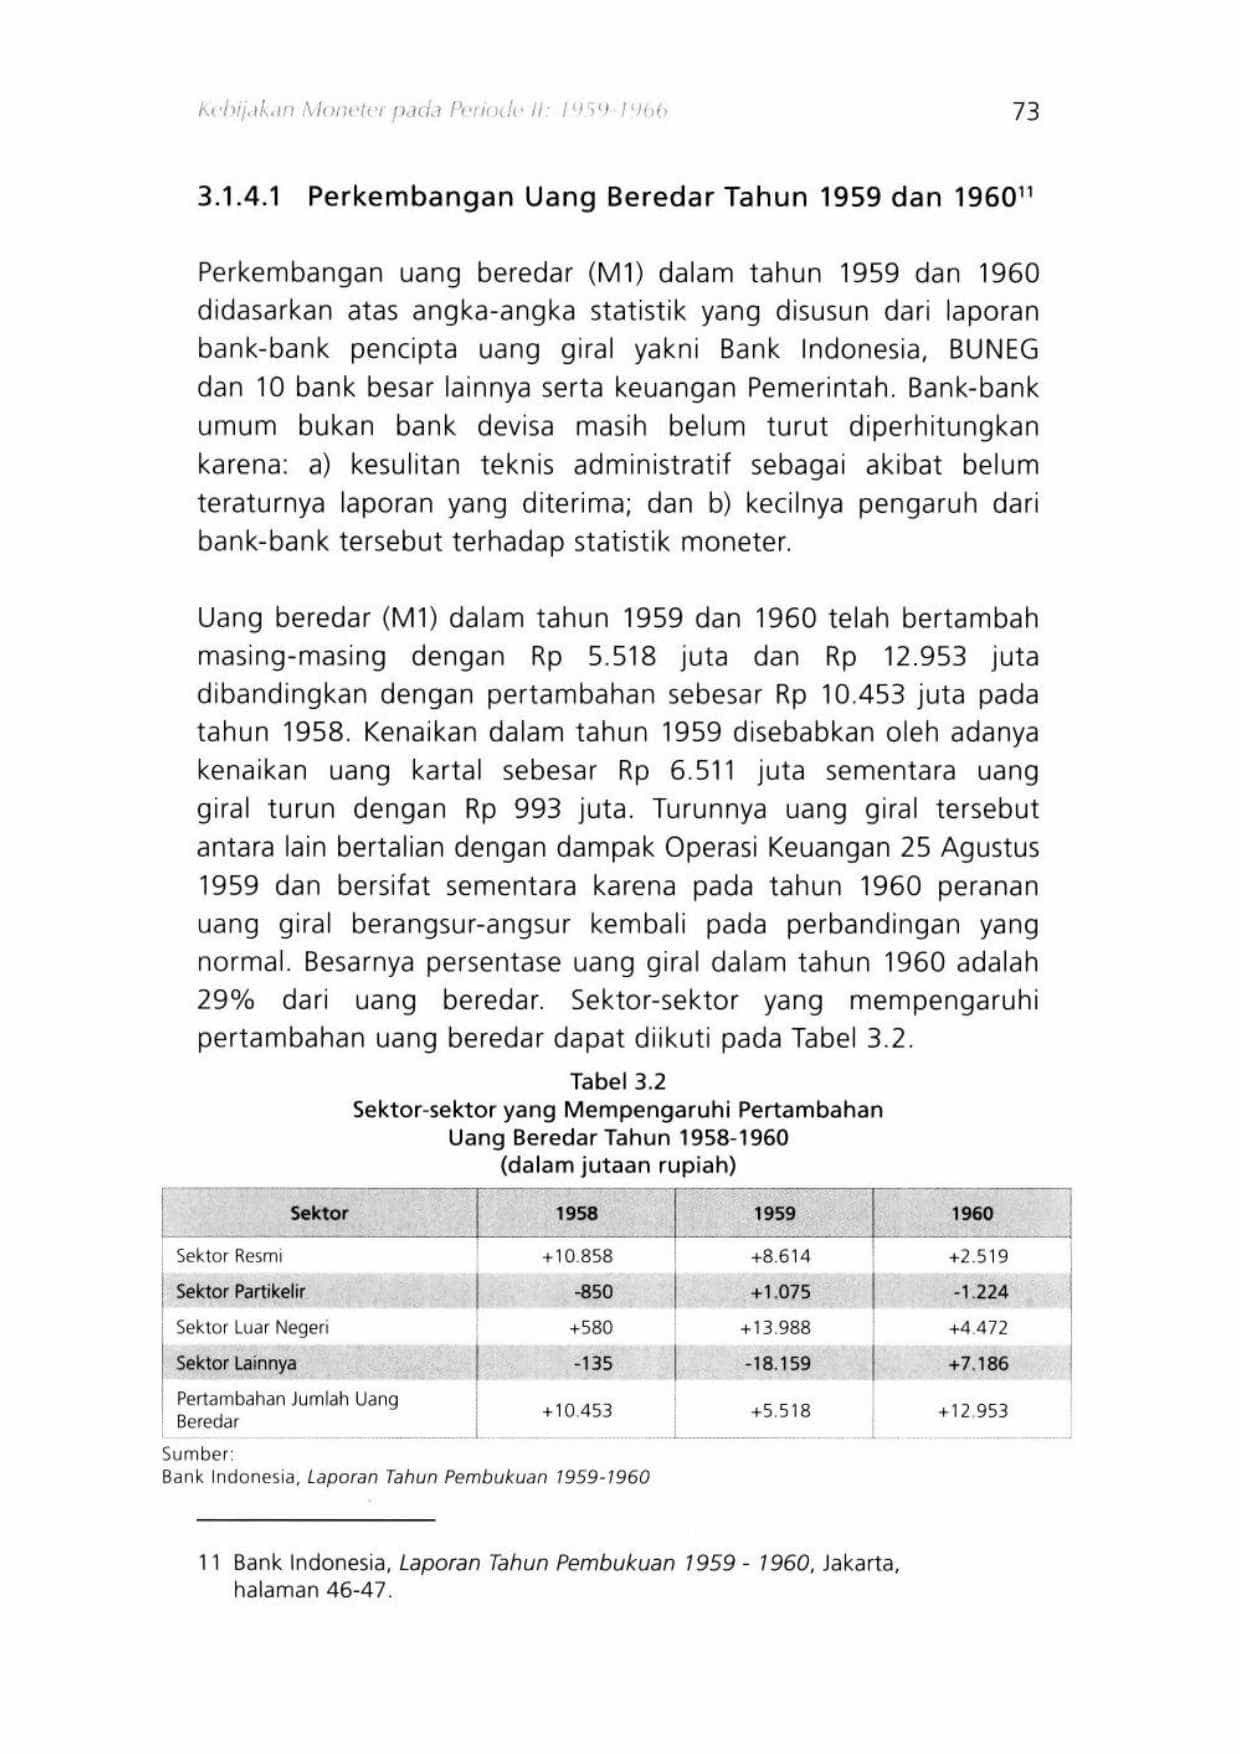 Kebijakan Moneter pada Periode II: 1959-1966 73
3.1.4.1 Perkembangan Uang Beredar Tahun 1959 dan 1960¹¹
Perkembangan uang beredar (M1) dalam tahun 1959 dan 1960
didasarkan atas angka-angka statistik yang disusun dari laporan
bank-bank pencipta uang giral yakni Bank Indonesia, BUNEG
dan 10 bank besar lainnya serta keuangan Pemerintah. Bank-bank
umum bukan bank devisa masih belum turut diperhitungkan
karena: a) kesulitan teknis administratif sebagai akibat belum
teraturnya laporan yang diterima; dan b) kecilnya pengaruh dari
bank-bank tersebut terhadap statistik moneter.
Uang beredar (M1) dalam tahun 1959 dan 1960 telah bertambah
masing-masing dengan Rp 5.518 juta dan Rp 12.953 juta
dibandingkan dengan pertambahan sebesar Rp 10.453 juta pada
tahun 1958. Kenaikan dalam tahun 1959 disebabkan oleh adanya
kenaikan uang kartal sebesar Rp 6.511 juta sementara uang
giral turun dengan Rp 993 juta. Turunnya uang giral tersebut
antara lain bertalian dengan dampak Operasi Keuangan 25 Agustus
1959 dan bersifat sementara karena pada tahun 1960 peranan
uang giral berangsur-angsur kembali pada perbandingan yang
normal. Besarnya persentase uang giral dalam tahun 1960 adalah
29% dari uang beredar. Sektor-sektor yang mempengaruhi
pertambahan uang beredar dapat diikuti pada Tabel 3.2.
Tabel 3.2
Sektor-sektor yang Mempengaruhi Pertambahan
Uang Beredar Tahun 1958-1960
(dalam jutaan rupiah)
Sektor 1958 1959 1960
Sektor Resmi +10.858 +8.614 +2.519
Sektor Partikelir -850 +1.075 -1.224
Sektor Luar Negeri +580 +13.988 +4.472
Sektor Lainnya -135 -18.159 +7.186
Pertambahan Jumlah Uang
Beredar +10.453 +5.518 +12.953
Sumber:
Bank Indonesia, Laporan Tahun Pembukuan 1959-1960
11 Bank Indonesia, Laporan Tahun Pembukuan 1959 - 1960, Jakarta,
halaman 46-47.